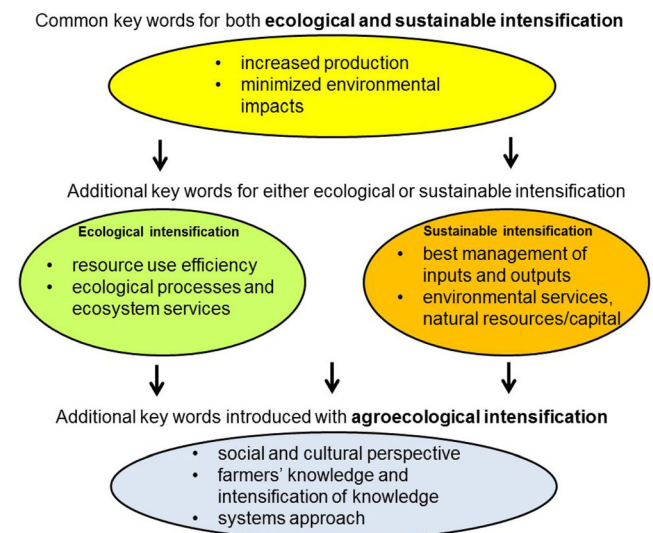 Common key words for both ecological and sustainable intensification
• increased production
• minimized environmental
impacts
Additional key words for either ecological or sustainable intensification
Ecological intensification
• resource use efficiency
• ecological processes and
ecosystem services
Sustainable intensification
• best management of
inputs and outputs
• environmental services,
natural resources/capital
Additional key words introduced with agroecological intensification
• social and cultural perspective
• farmers' knowledge and
intensification of knowledge
• systems approach